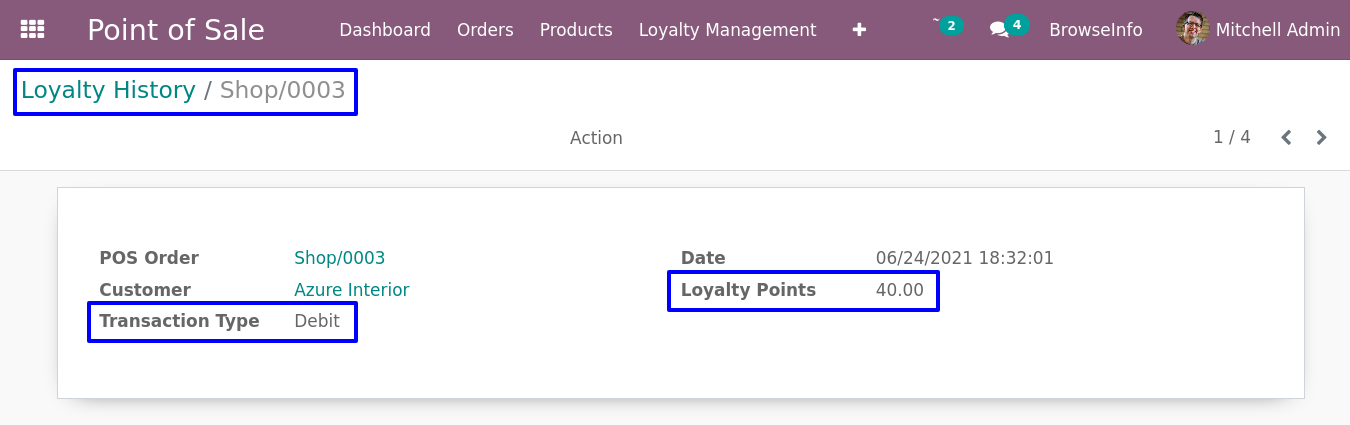 Point of Sale Dashboard Orders Products Loyalty Management + 2 4 BrowseInfo Mitchell Admin
Loyalty History / Shop/0003
Action 1 / 4
POS Order Shop/0003 Date 06/24/2021 18:32:01
Customer Azure Interior Loyalty Points 40.00
Transaction Type Debit